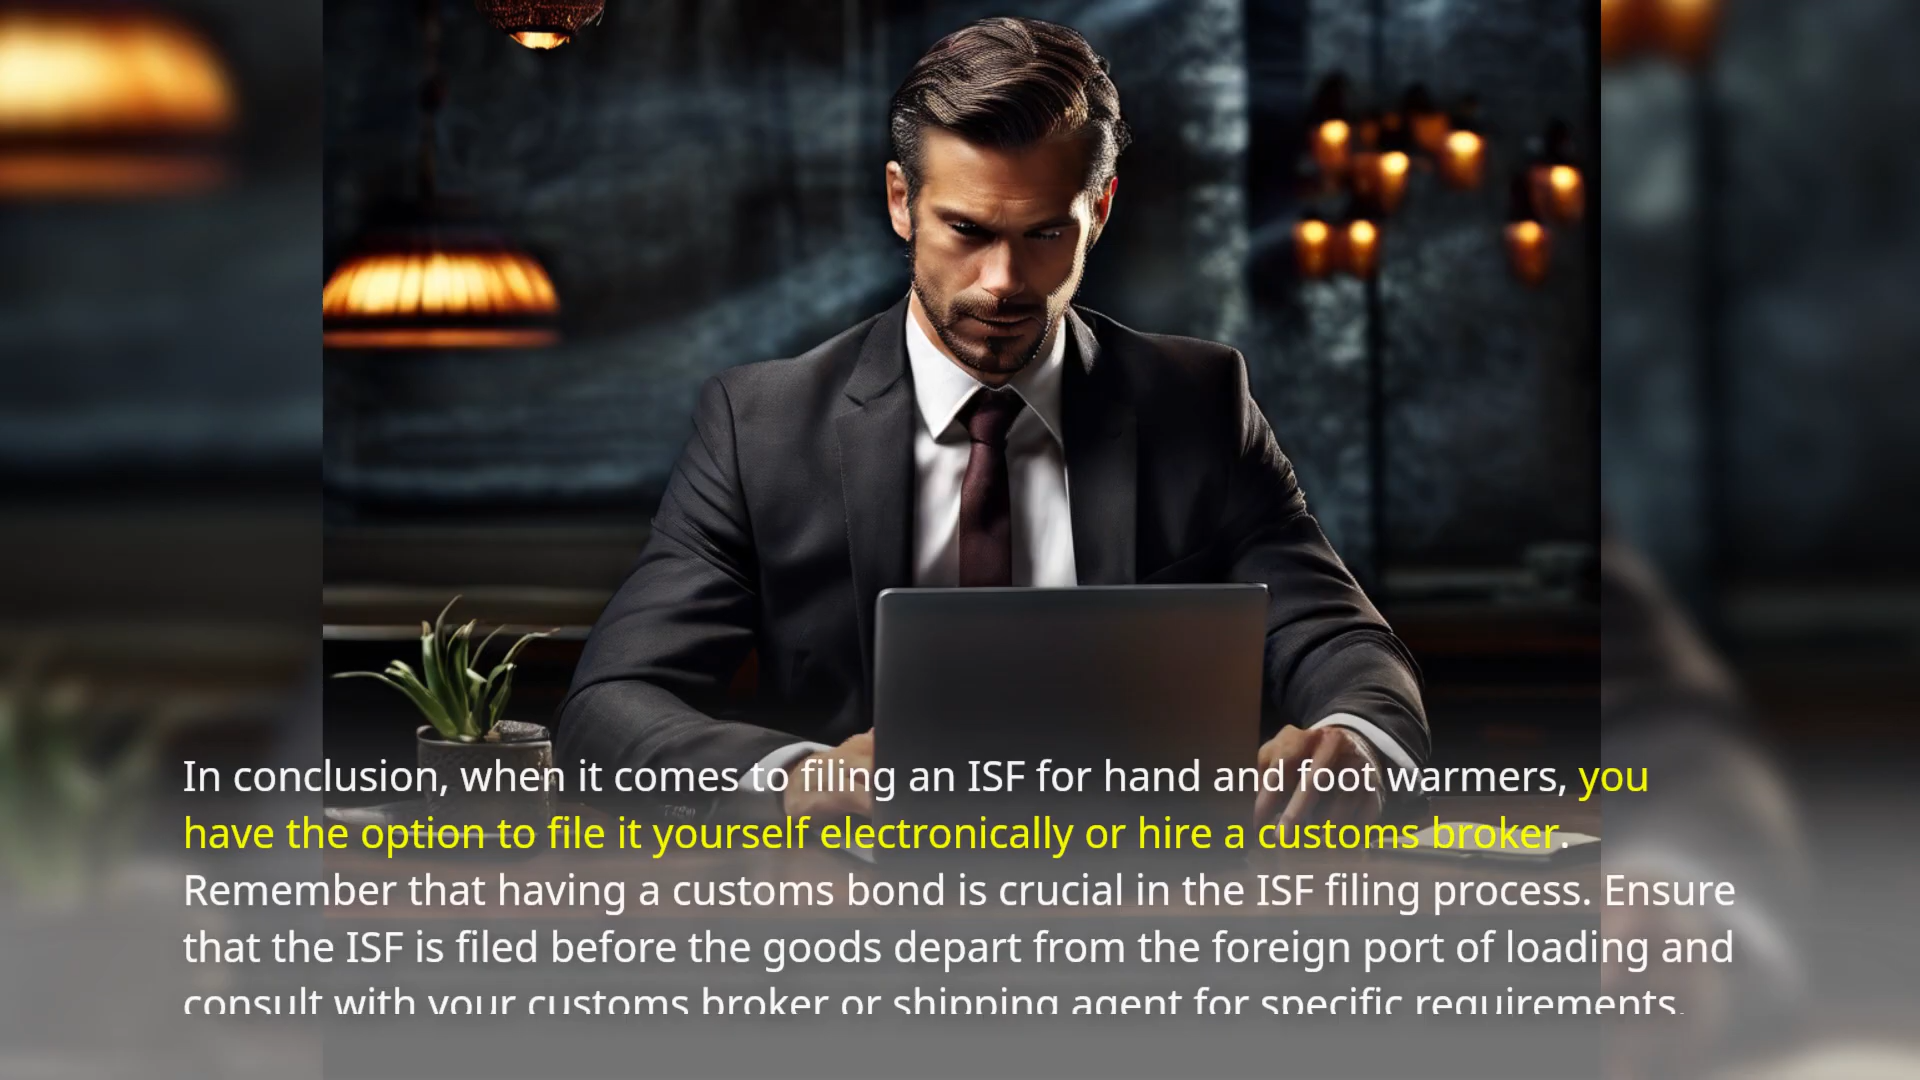 In conclusion, when it comes to filing an ISF for hand and foot warmers, you
have the option to file it yourself electronically or hire a customs broker.
Remember that having a customs bond is crucial in the ISF filing process. Ensure
that the ISF is filed before the goods depart from the foreign port of loading and
consult with your customs broker or shipping agent for specific requirements.